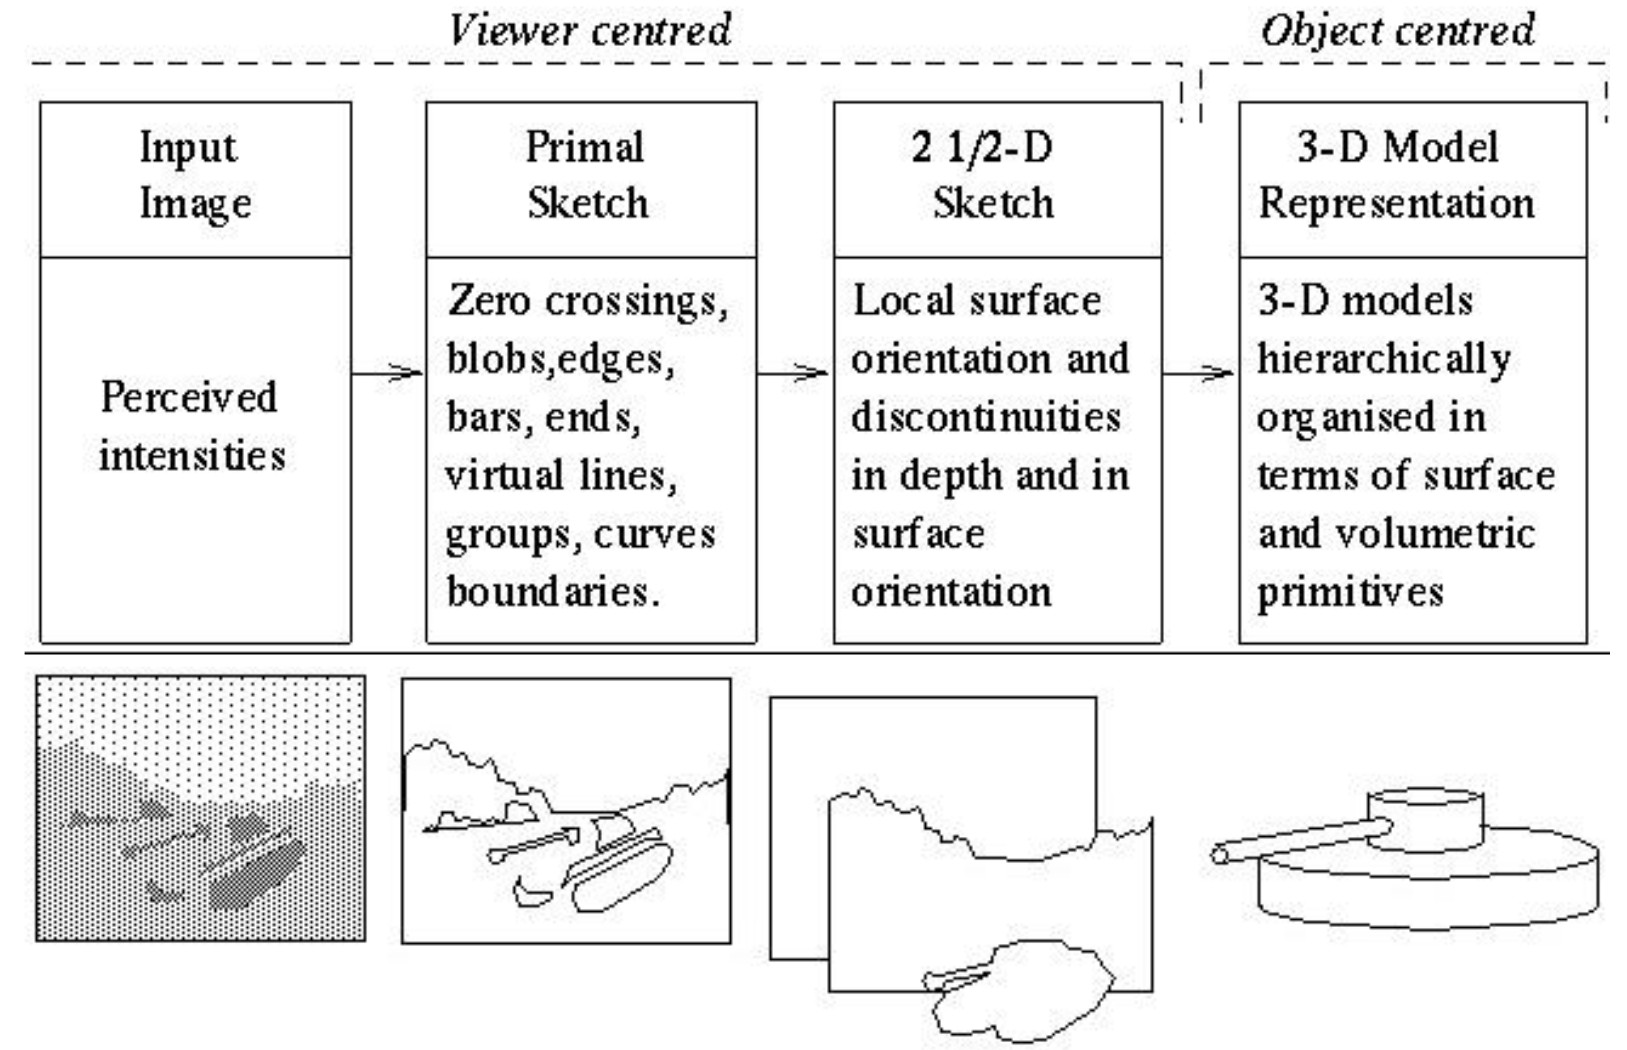 Viewer centred
Object centred
Input
Image
Perceived
intensities
Primal
Sketch
Zero crossings,
blobs,edges,
bars, ends,
virtual lines,
groups, curves
boundaries.
2 1/2-D
Sketch
Local surface
orientation and
discontinuities
in depth and in
surface
orientation
3-D Model
Representation
3-D models
hierarchically
organised in
terms of surface
and volumetric
primitives